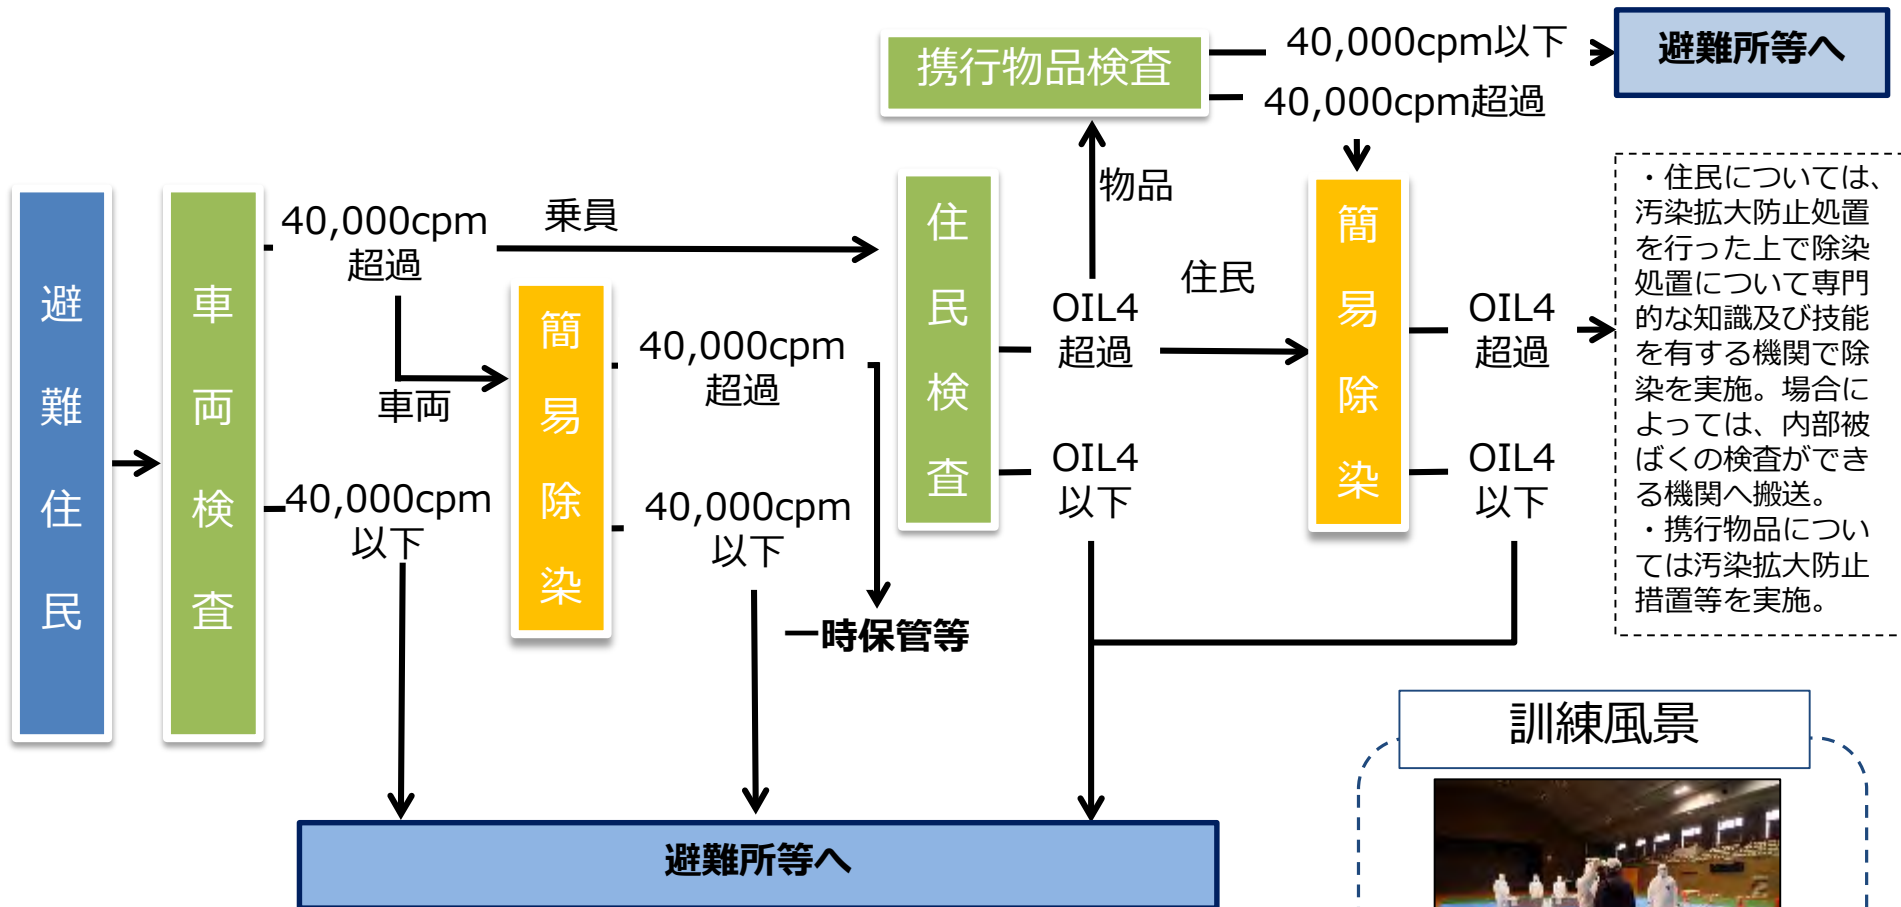 避難住民
車両検査
40,000cpm
超過
乗員
車両
40,000cpm
以下
簡易除染
40,000cpm
超過
40,000cpm
以下
一時保管等
住民検査
携行物品検査
40,000cpm以下
40,000cpm超過
避難所等へ
物品
OIL4
超過
住民
OIL4
以下
簡易除染
OIL4
超過
OIL4
以下
・住民については、
汚染拡大防止処置
を行った上で除染
処置について専門
的な知識及び技能
を有する機関で除
染を実施。場合に
よっては、内部被
ばくの検査ができ
る機関へ搬送。
・携行物品につい
ては汚染拡大防止
措置等を実施。
避難所等へ
訓練風景